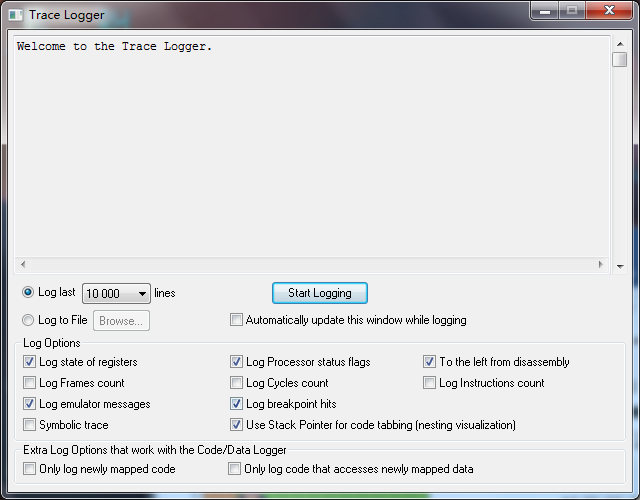 Trace Logger
Welcome to the Trace Logger.
Log last 10 000 lines Start Logging
Log to File Browse... Automatically update this window while logging
Log Options
Log state of registers Log Processor status flags To the left from disassembly
Log Frames count Log Cycles count Log Instructions count
Log emulator messages Log breakpoint hits
Symbolic trace Use Stack Pointer for code tabbing (nesting visualization)
Extra Log Options that work with the Code/Data Logger
Only log newly mapped code Only log code that accesses newly mapped data